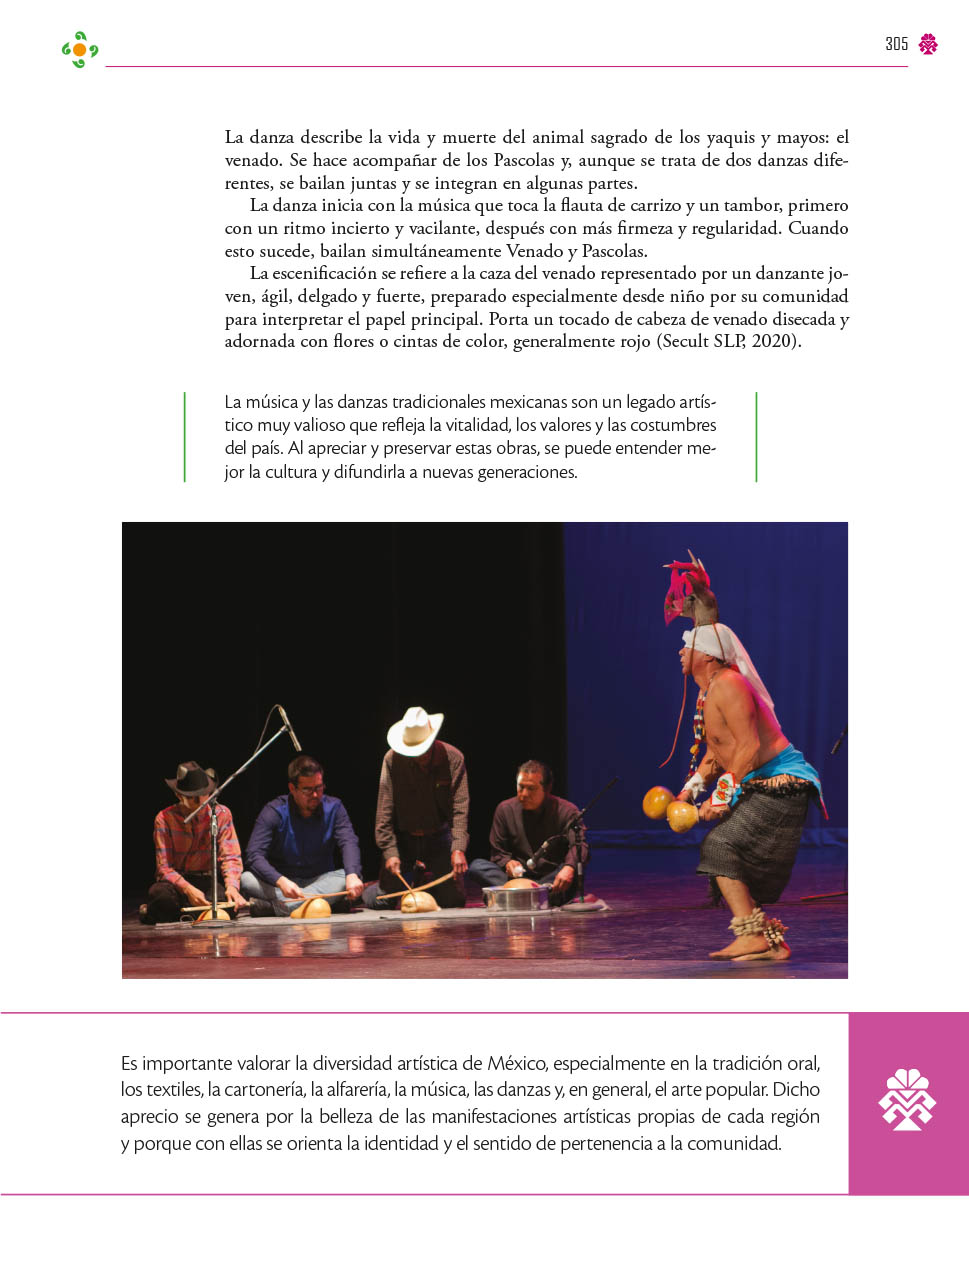 305
La danza describe la vida y muerte del animal sagrado de los yaquis y mayos: el
venado. Se hace acompañar de los Pascolas y, aunque se trata de dos danzas dife-
rentes, se bailan juntas y se integran en algunas partes.
La danza inicia con la música que toca la flauta de carrizo y un tambor, primero
con un ritmo incierto y vacilante, después con más firmeza y regularidad. Cuando
esto sucede, bailan simultáneamente Venado y Pascolas.
La escenificación se refiere a la caza del venado representado por un danzante jo-
ven, ágil, delgado y fuerte, preparado especialmente desde niño por su comunidad
para interpretar el papel principal. Porta un tocado de cabeza de venado disecada y
adornada con flores o cintas de color, generalmente rojo (Secult SLP, 2020).
La música y las danzas tradicionales mexicanas son un legado artís-
tico muy valioso que refleja la vitalidad, los valores y las costumbres
del país. Al apreciar y preservar estas obras, se puede entender me-
jor la cultura y difundirla a nuevas generaciones.
Es importante valorar la diversidad artística de México, especialmente en la tradición oral,
los textiles, la cartonería, la alfarería, la música, las danzas y, en general, el arte popular. Dicho
aprecio se genera por la belleza de las manifestaciones artísticas propias de cada región
y porque con ellas se orienta la identidad y el sentido de pertenencia a la comunidad.